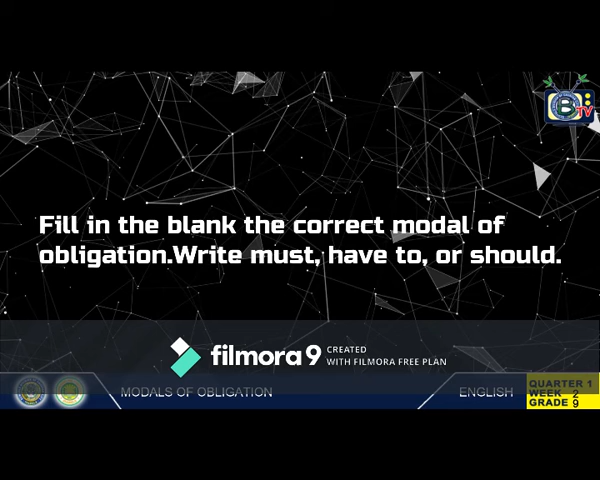 B
TV
Fill in the blank the correct modal of
obligation.Write must, have to, or should.
filmora 9 CREATED
WITH FILMORA FREE PLAN
MODALS OF OBLIGATION
ENGLISH
QUARTER 1
WEEK 2
GRADE 9